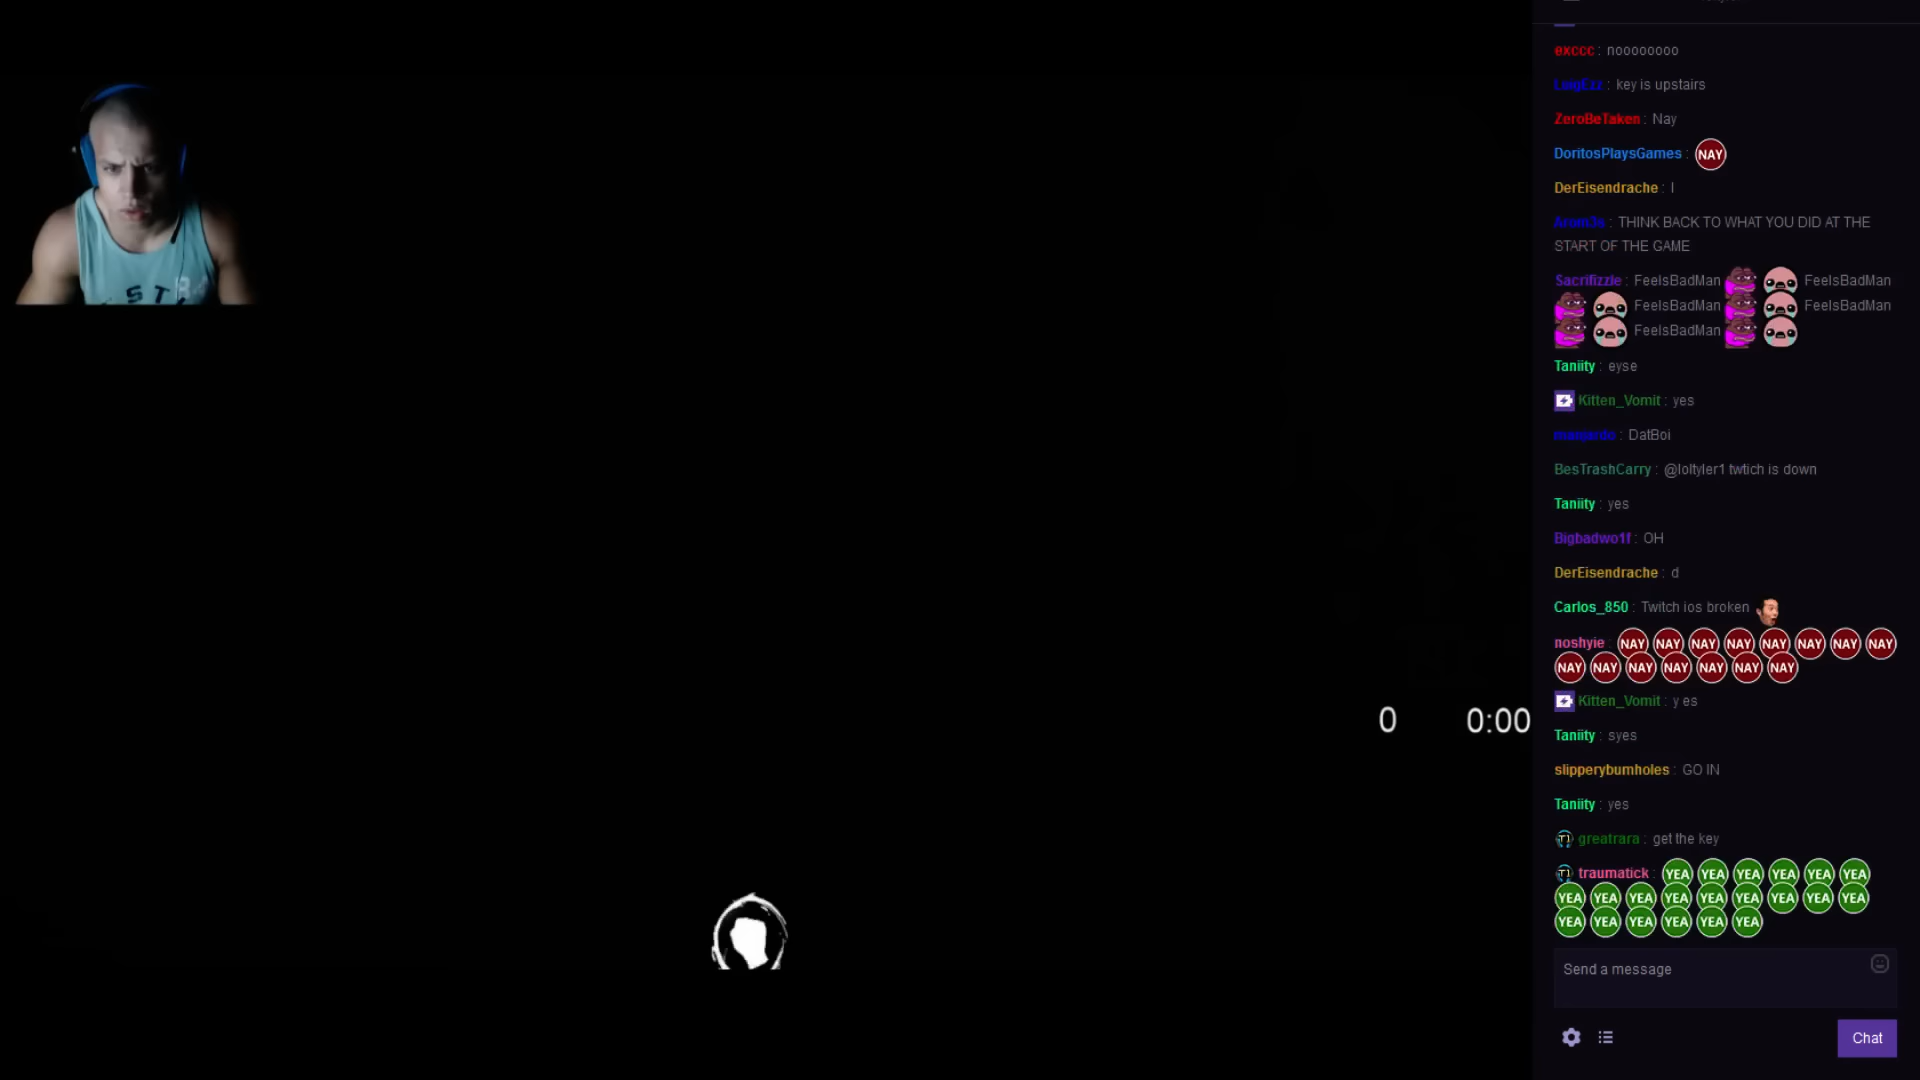 exccc : noooooooo
LuigEzz : key is upstairs
ZeroBeTaken : Nay
DoritosPlaysGames : NAY
DerEisendrache : I
: THINK BACK TO WHAT YOU DID AT THE
START OF THE GAME
Sacrifizzle : FeelsBadMan FeelsBadMan
FeelsBadMan FeelsBadMan
FeelsBadMan
Taniity : eyse
Kitten_Vomit : yes
: DatBoi
BesTrashCarry : @loltyler1 twtich is down
Taniity : yes
Bigbadwo1f : OH
DerEisendrache : d
Carlos_850 : Twitch ios broken
noshyie : NAY NAY NAY NAY NAY NAY NAY NAY
NAY NAY NAY NAY NAY NAY NAY
Kitten_Vomit : y es
Taniity : syes
slipperybumholes : GO IN
Taniity : yes
greatrara : get the key
traumatick : YEA YEA YEA YEA YEA YEA
YEA YEA YEA YEA YEA YEA YEA YEA YEA
YEA YEA YEA YEA YEA YEA
Send a message
Chat
0 0:00